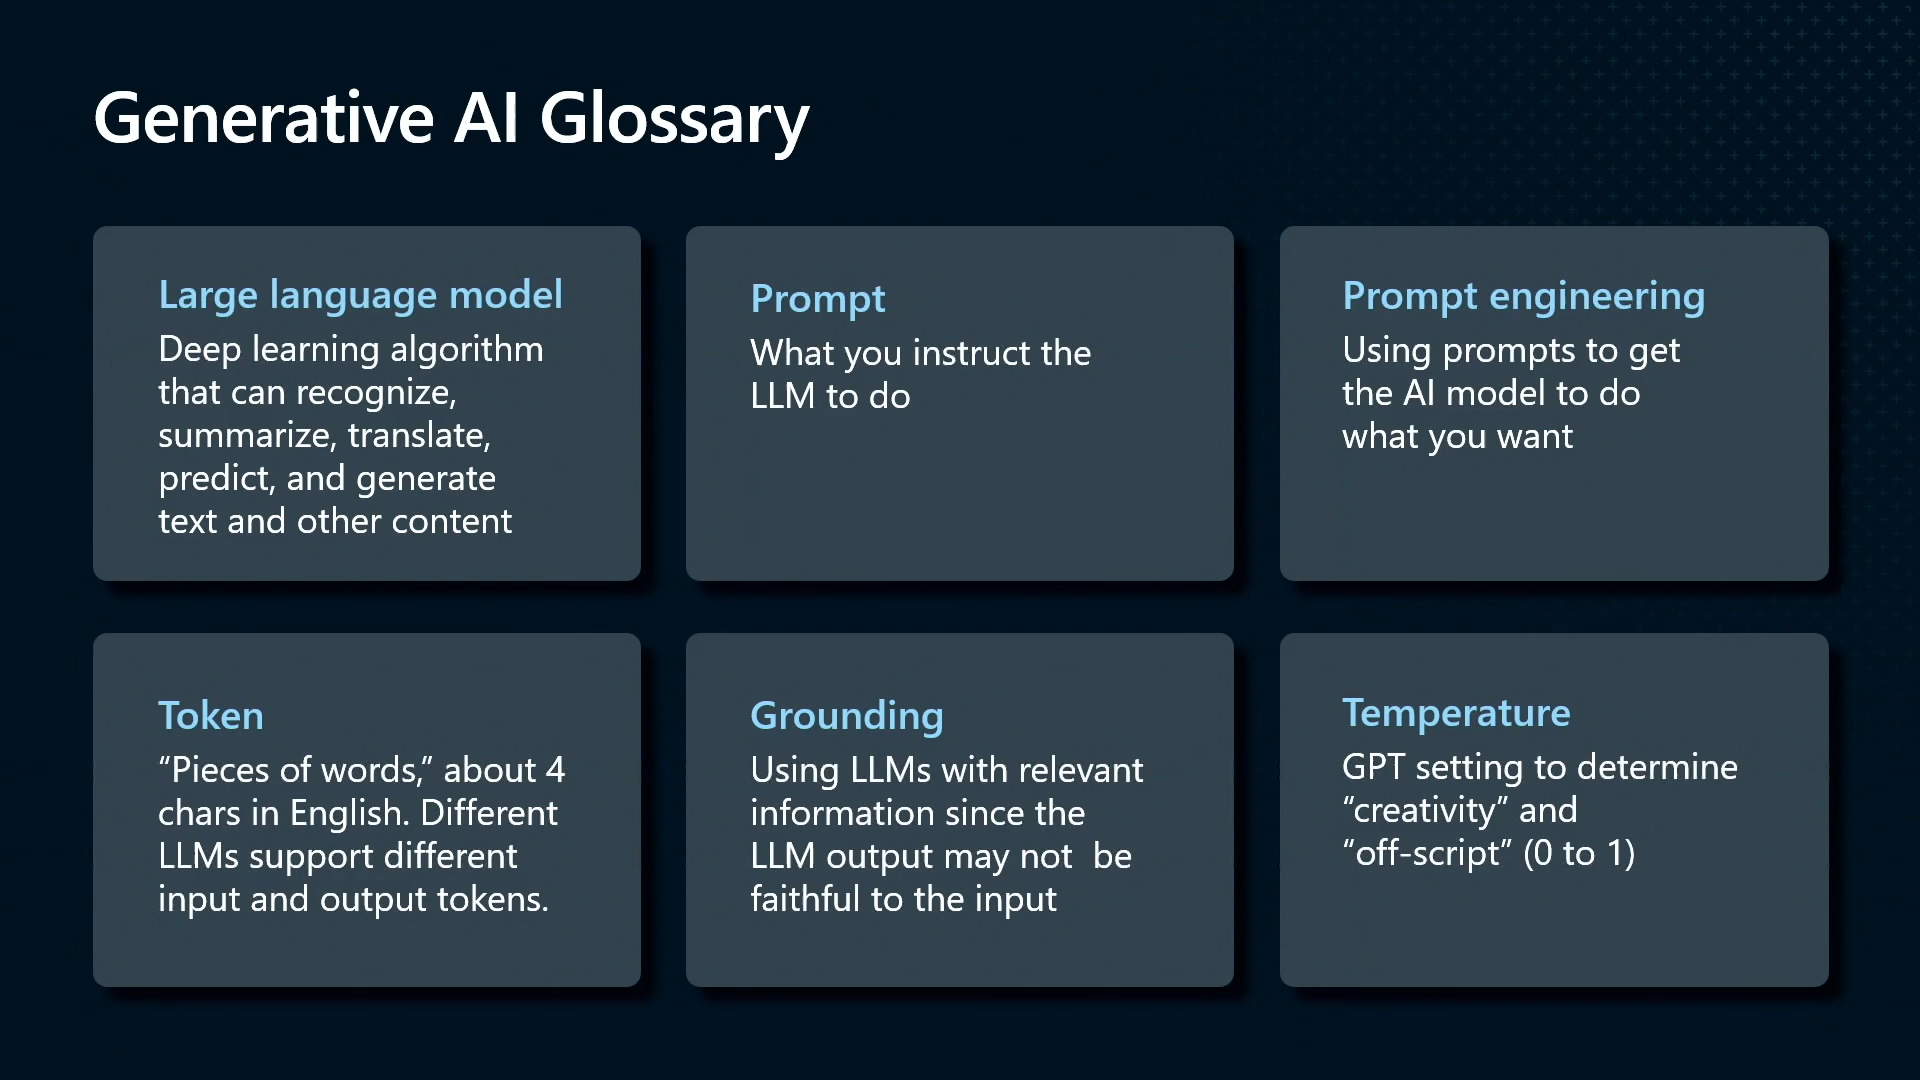 Generative AI Glossary
Large language model
Deep learning algorithm
that can recognize,
summarize, translate,
predict, and generate
text and other content
Prompt
What you instruct the
LLM to do
Prompt engineering
Using prompts to get
the AI model to do
what you want
Token
“Pieces of words,” about 4
chars in English. Different
LLMs support different
input and output tokens.
Grounding
Using LLMs with relevant
information since the
LLM output may not  be
faithful to the input
Temperature
GPT setting to determine
“creativity” and
“off-script” (0 to 1)